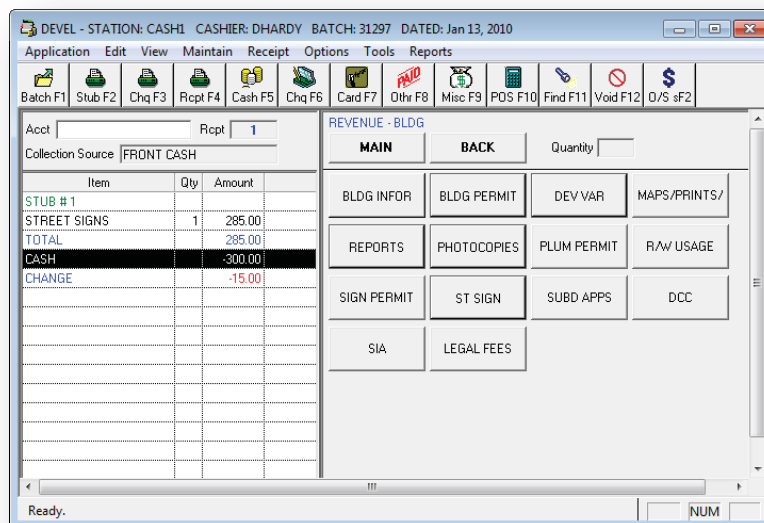 DEVEL - STATION: CASH1 CASHIER: DHARDY BATCH: 31297 DATED: Jan 13, 2010
Application Edit View Maintain Receipt Options Tools Reports
PAID
Batch F1 Stub F2 Chq F3 Rcpt F4 Cash F5 Chq F6 Card F7 Othr F8 Misc F9 POS F10 Find F11 Void F12 O/S sF2
Acct Rcpt 1
Collection Source FRONT CASH
Item Qty Amount
STUB # 1
STREET SIGNS 1 285.00
TOTAL 285.00
CASH -300.00
CHANGE -15.00
REVENUE - BLDG
MAIN BACK Quantity
BLDG INFOR BLDG PERMIT DEV VAR MAPS/PRINTS/
REPORTS PHOTOCOPIES PLUM PERMIT R/W USAGE
SIGN PERMIT ST SIGN SUBD APPS DCC
SIA LEGAL FEES
Ready. NUM